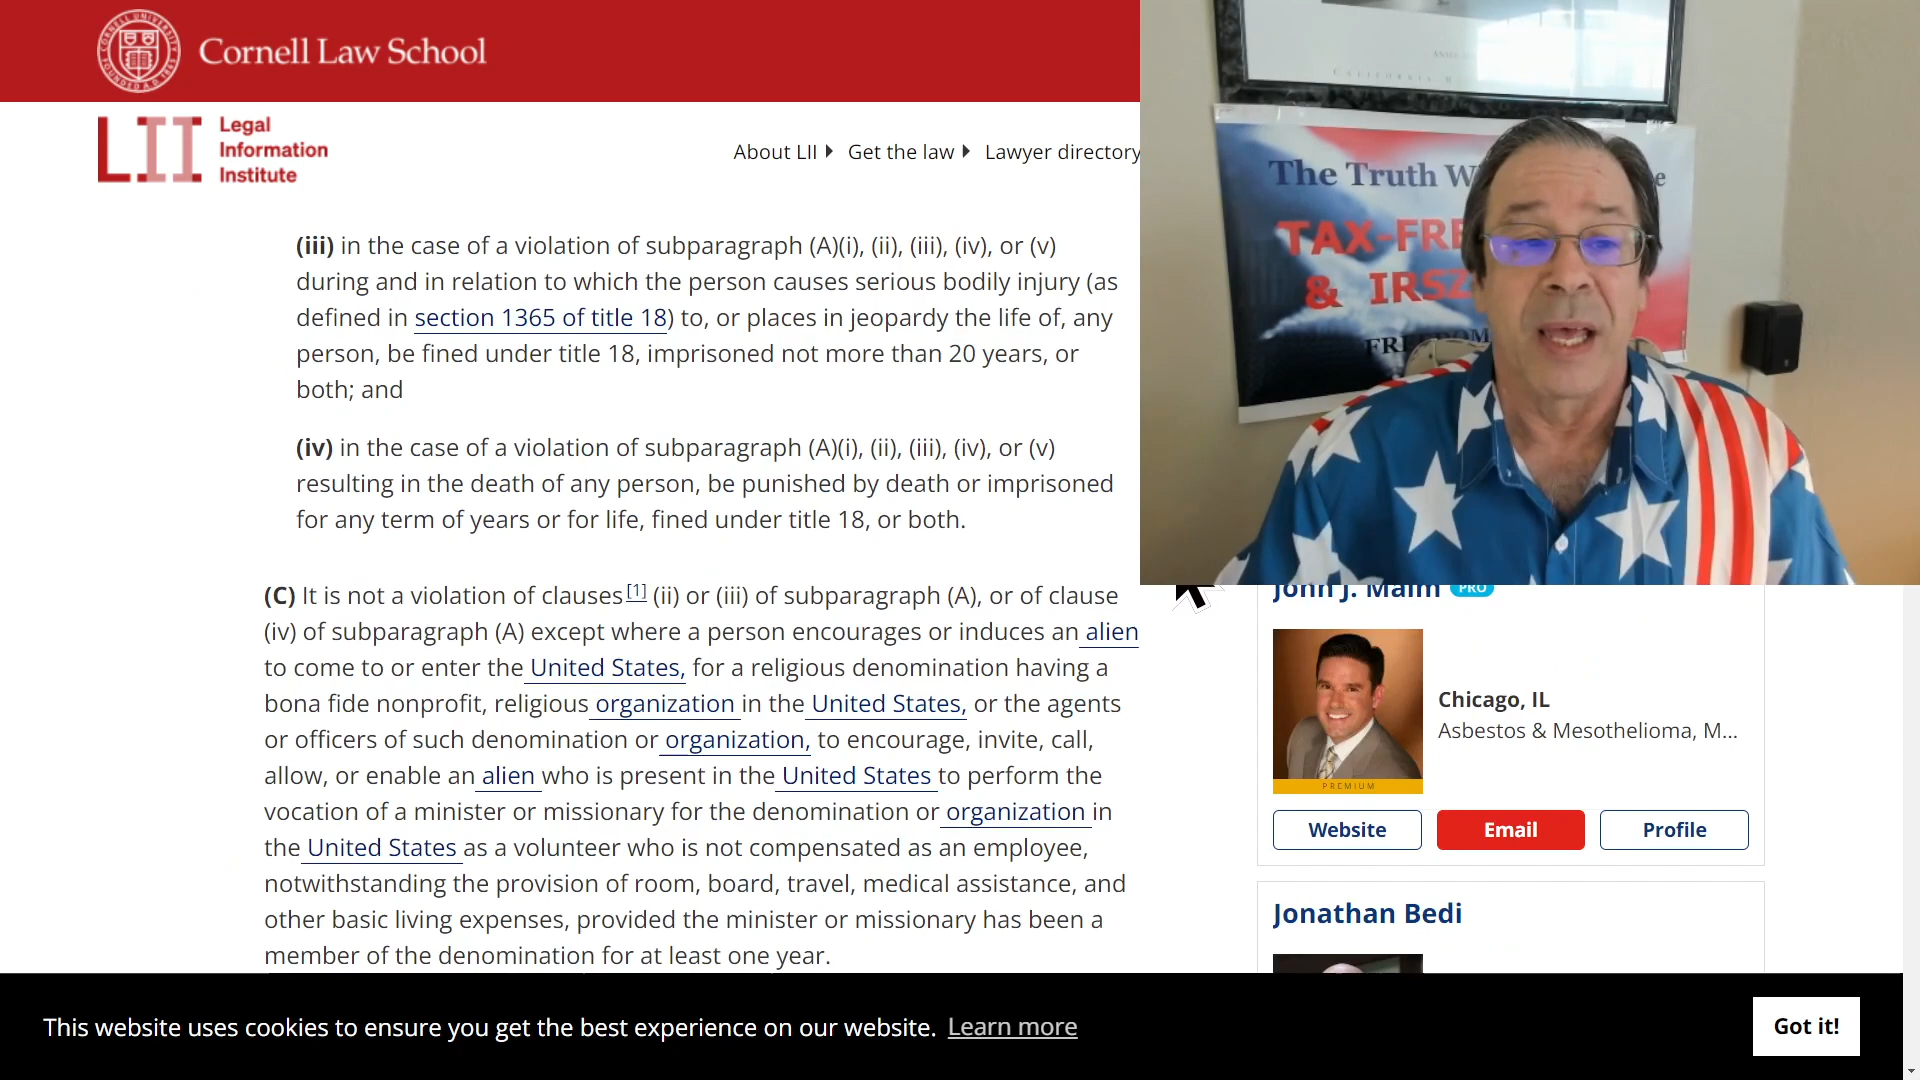 Cornell Law School
LII
Legal
Information
Institute
About LII
Get the law
Lawyer directory
(iii) in the case of a violation of subparagraph (A)(i), (ii), (iii), (iv), or (v)
during and in relation to which the person causes serious bodily injury (as
defined in section 1365 of title 18) to, or places in jeopardy the life of, any
person, be fined under title 18, imprisoned not more than 20 years, or
both; and
(iv) in the case of a violation of subparagraph (A)(i), (ii), (iii), (iv), or (v)
resulting in the death of any person, be punished by death or imprisoned
for any term of years or for life, fined under title 18, or both.
(C) It is not a violation of clauses [1] (ii) or (iii) of subparagraph (A), or of clause
(iv) of subparagraph (A) except where a person encourages or induces an alien
to come to or enter the United States, for a religious denomination having a
bona fide nonprofit, religious organization in the United States, or the agents
or officers of such denomination or organization, to encourage, invite, call,
allow, or enable an alien who is present in the United States to perform the
vocation of a minister or missionary for the denomination or organization in
the United States as a volunteer who is not compensated as an employee,
notwithstanding the provision of room, board, travel, medical assistance, and
other basic living expenses, provided the minister or missionary has been a
member of the denomination for at least one year.
The Truth
TAX-FRE
& IRSZ
FREEDOM
John J. Malm PRO
PREMIUM
Chicago, IL
Asbestos & Mesothelioma, M...
Website
Email
Profile
Jonathan Bedi
This website uses cookies to ensure you get the best experience on our website. Learn more
Got it!